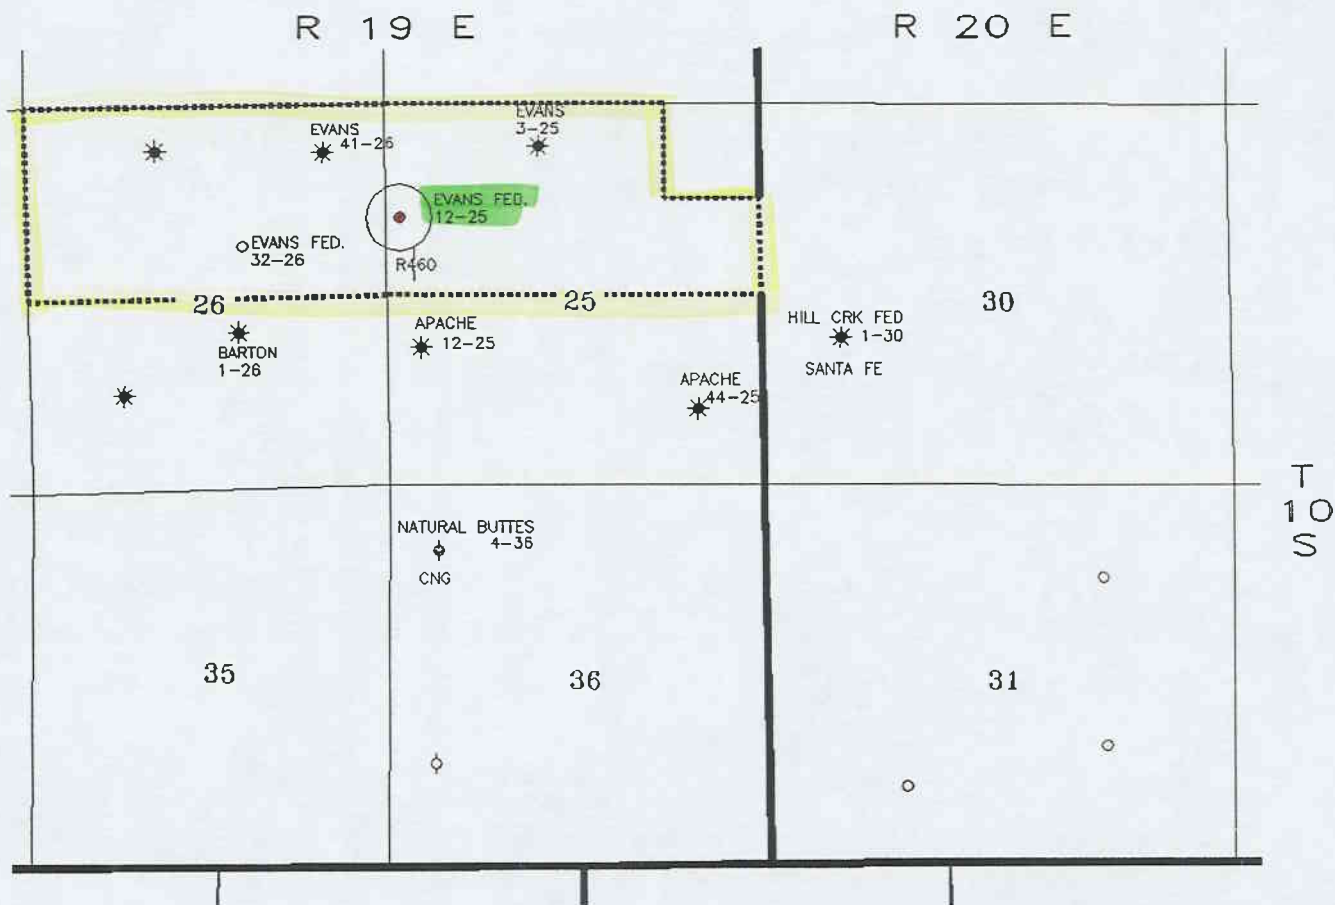 R 19 E
R 20 E
EVANS
41-26
EVANS
3-25
EVANS FED.
12-25
EVANS FED.
32-26
R460
26
25
30
BARTON
1-26
APACHE
12-25
HILL CRK FED
1-30
SANTA FE
APACHE
44-25
T
10
S
NATURAL BUTTES
4-36
CNG
35
36
31